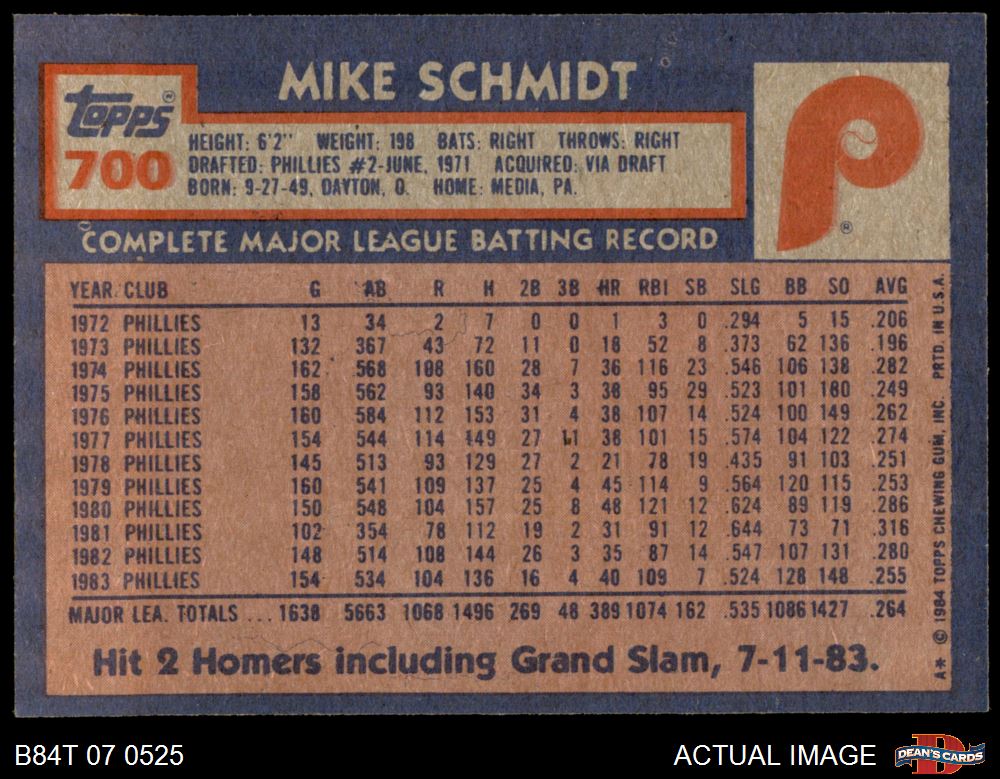 MIKE SCHMIDT
Topps®
700
HEIGHT: 6'2" WEIGHT: 198 BATS: RIGHT THROWS: RIGHT
DRAFTED: PHILLIES #2-JUNE, 1971 ACQUIRED: VIA DRAFT
BORN: 9-27-49, DAYTON, O. HOME: MEDIA, PA.
P
®
COMPLETE MAJOR LEAGUE BATTING RECORD
YEAR CLUB G AB R H 2B 3B HR RBI SB SLG BB SO AVG
1972 PHILLIES 13 34 2 7 0 0 1 3 0 .294 5 15 .206
1973 PHILLIES 132 367 43 72 11 0 18 52 8 .373 62 136 .196
1974 PHILLIES 162 568 108 160 28 7 36 116 23 .546 106 138 .282
1975 PHILLIES 158 562 93 140 34 3 38 95 29 .523 101 180 .249
1976 PHILLIES 160 584 112 153 31 4 38 107 14 .524 100 149 .262
1977 PHILLIES 154 544 114 149 27 11 38 101 15 .574 104 122 .274
1978 PHILLIES 145 513 93 129 27 2 21 78 19 .435 91 103 .251
1979 PHILLIES 160 541 109 137 25 4 45 114 9 .564 120 115 .253
1980 PHILLIES 150 548 104 157 25 8 48 121 12 .624 89 119 .286
1981 PHILLIES 102 354 78 112 19 2 31 91 12 .644 73 71 .316
1982 PHILLIES 148 514 108 144 26 3 35 87 14 .547 107 131 .280
1983 PHILLIES 154 534 104 136 16 4 40 109 7 .524 128 148 .255
MAJOR LEA. TOTALS ... 1638 5663 1068 1496 269 48 389 1074 162 .535 1086 1427 .264
Hit 2 Homers including Grand Slam, 7-11-83.
A* © 1984 TOPPS CHEWING GUM, INC. PRTD. IN U.S.A.
B84T 07 0525
ACTUAL IMAGE
DEAN'S CARDS